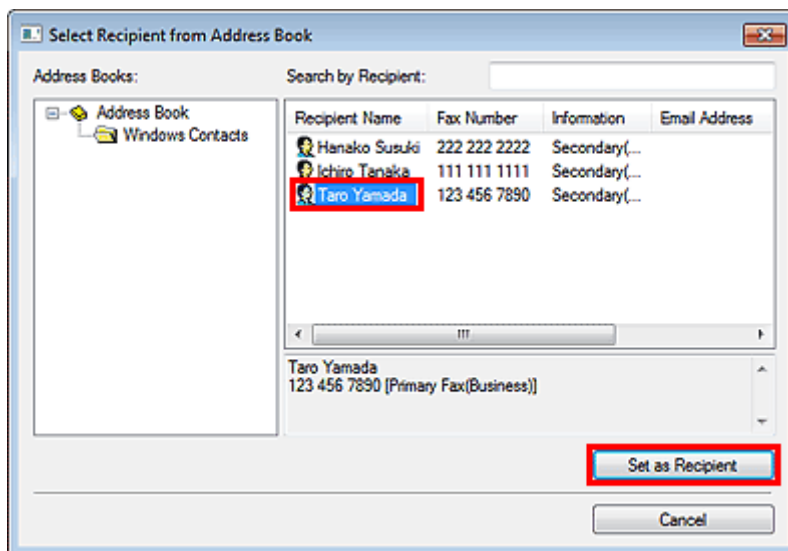 Select Recipient from Address Book
Address Books:
Search by Recipient:
Address Book
Windows Contacts
Recipient Name Fax Number Information Email Address
Hanako Susuki 222 222 2222 Secondary(...
Ichiro Tanaka 111 111 1111 Secondary(...
Taro Yamada 123 456 7890 Secondary(...
Taro Yamada
123 456 7890 [Primary Fax(Business)]
Set as Recipient
Cancel